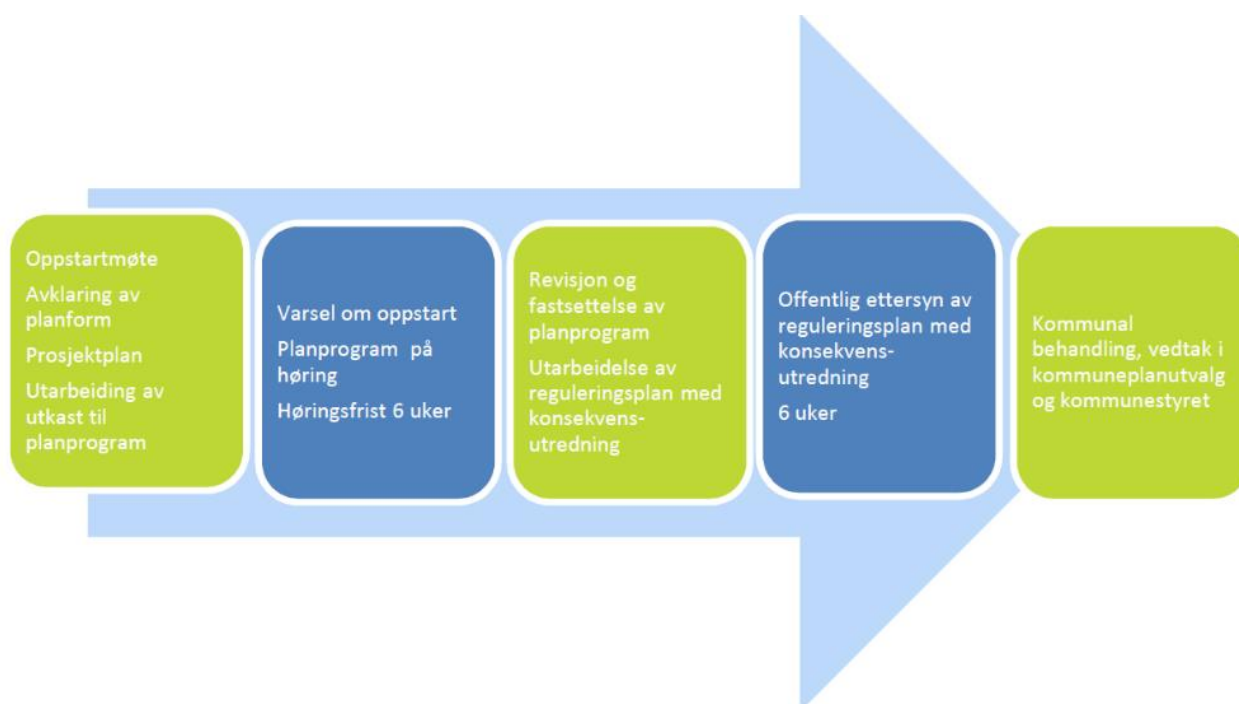 Oppstartmøte
Avklaring av
planform
Prosjektplan
Utarbeiding av
utkast til
planprogram
Varsel om oppstart
Planprogram på
høring
Høringsfrist 6 uker
Revisjon og
fastsettelse av
planprogram
Utarbeidelse av
reguleringsplan med
konsekvens-
utredning
Offentlig ettersyn av
reguleringsplan med
konsekvens-
utredning
6 uker
Kommunal
behandling, vedtak i
kommuneplanutvalg
og kommunestyret